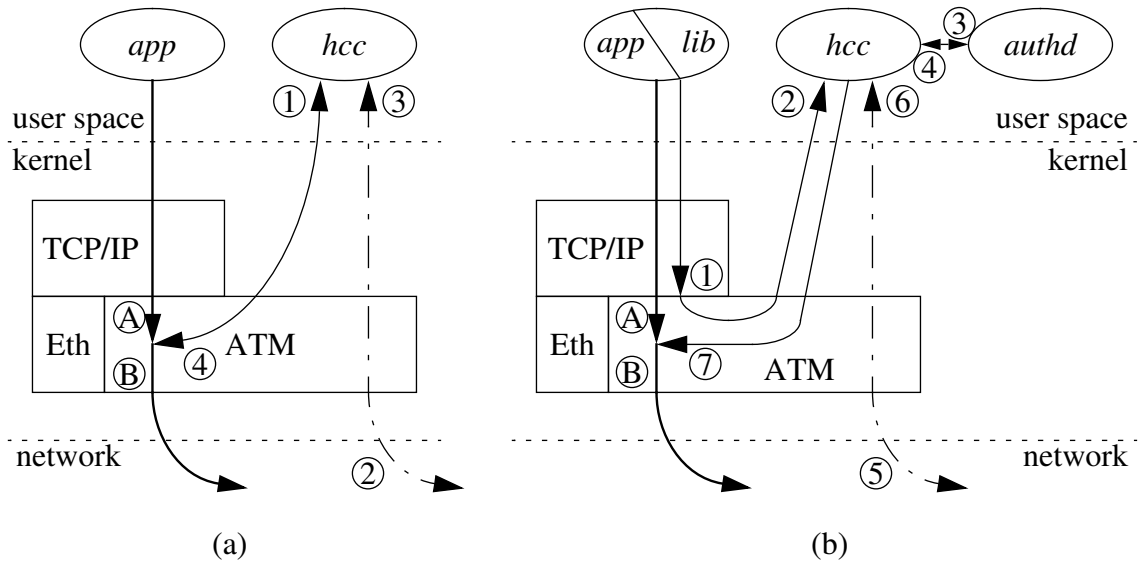 app
hcc
①
③
user space
kernel
TCP/IP
Eth
Ⓐ
Ⓑ
④
ATM
network
②
(a)
app
lib
hcc
authd
③
④
②
⑥
user space
kernel
TCP/IP
①
Eth
Ⓐ
Ⓑ
⑦
ATM
network
⑤
(b)